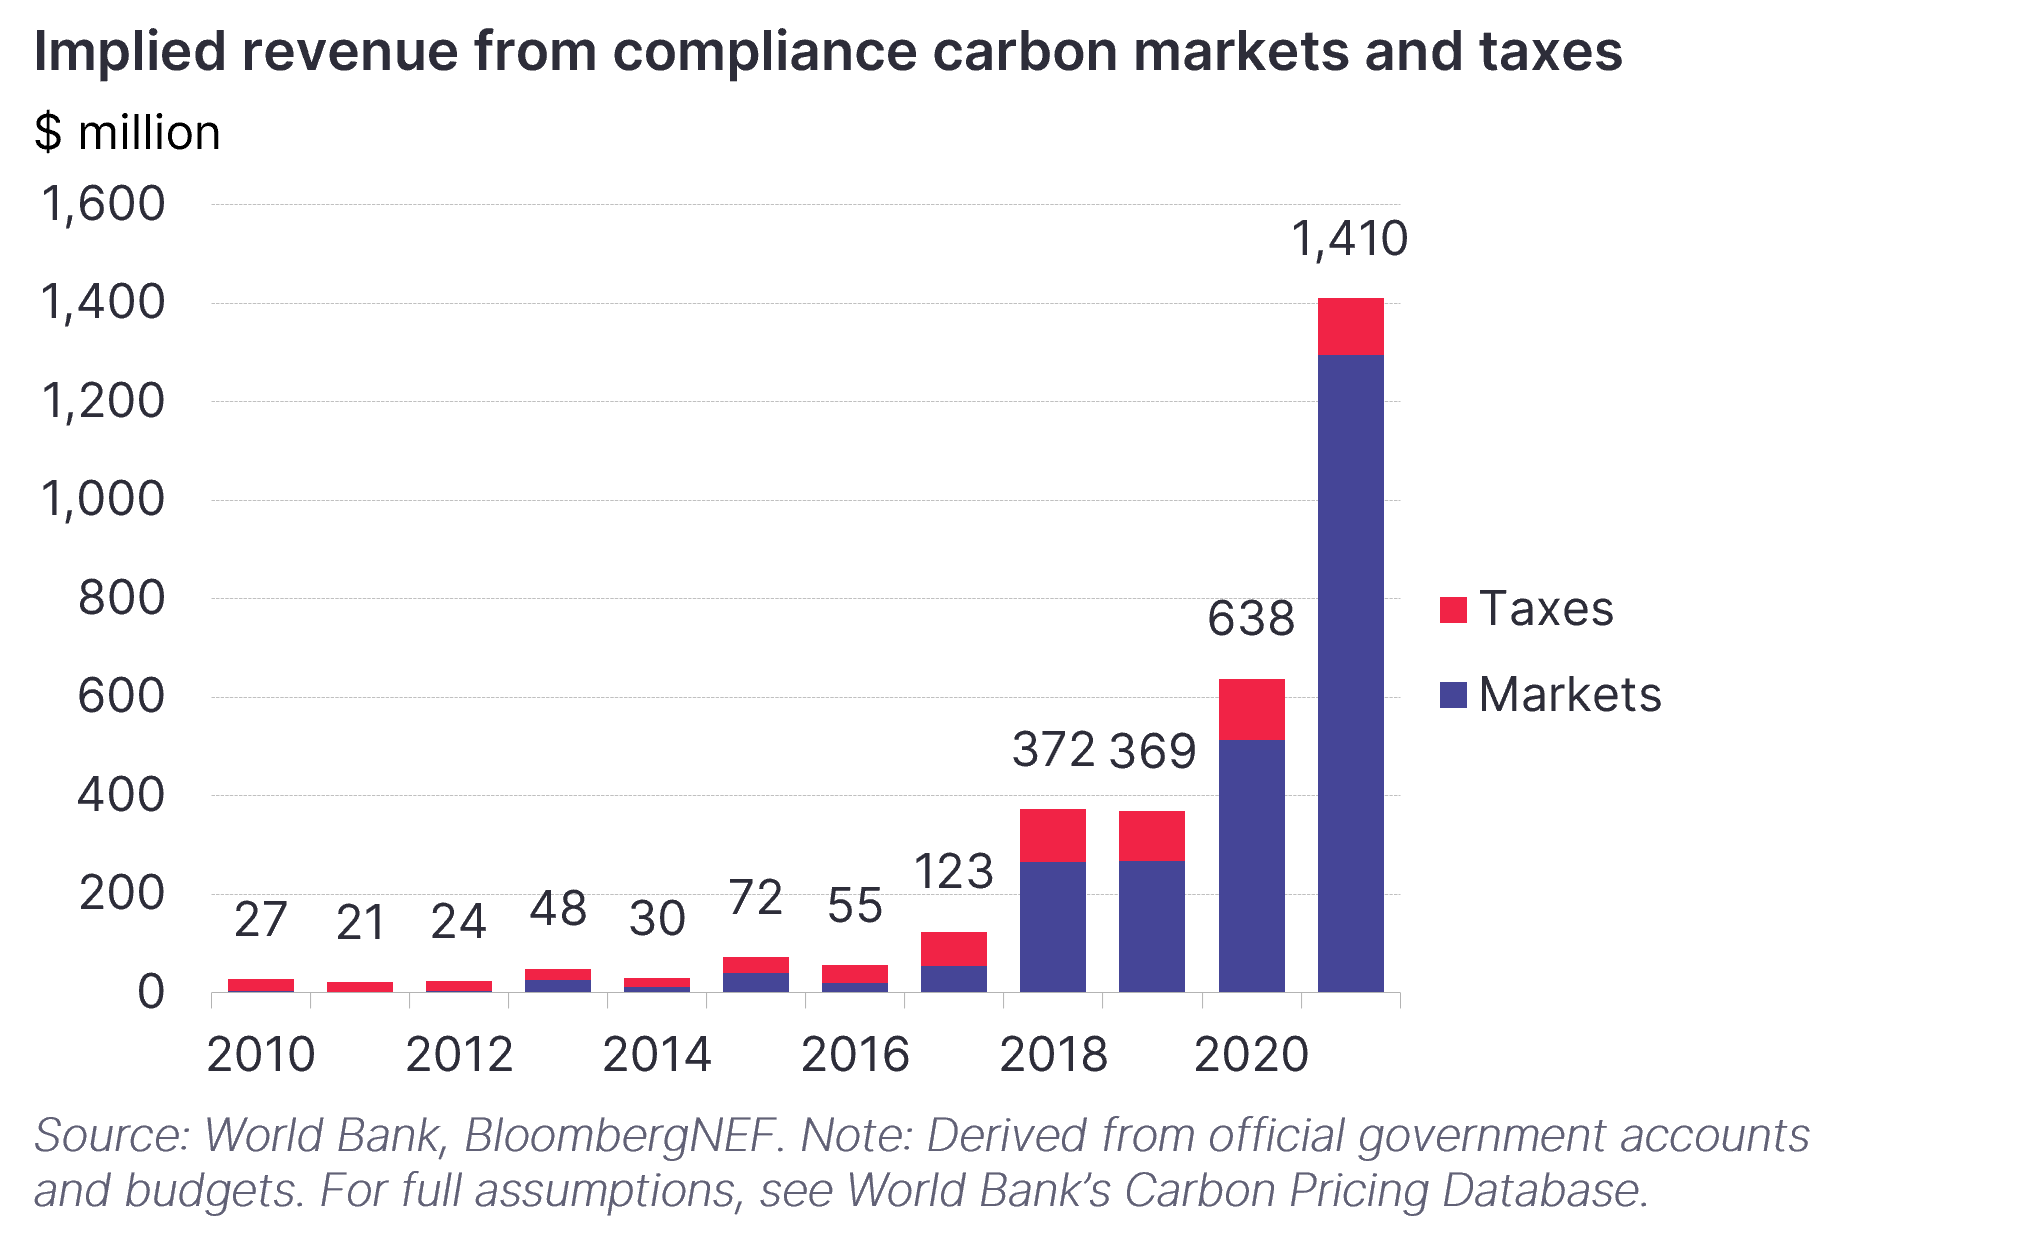 Implied revenue from compliance carbon markets and taxes
$ million
1,600
1,410
1,400
1,200
1,000
800
638
Taxes
600
Markets
372 369
400
123
200
27 21 24 48 30 72 55
0
2010 2012 2014 2016 2018 2020
Source: World Bank, BloombergNEF. Note: Derived from official government accounts
and budgets. For full assumptions, see World Bank’s Carbon Pricing Database.